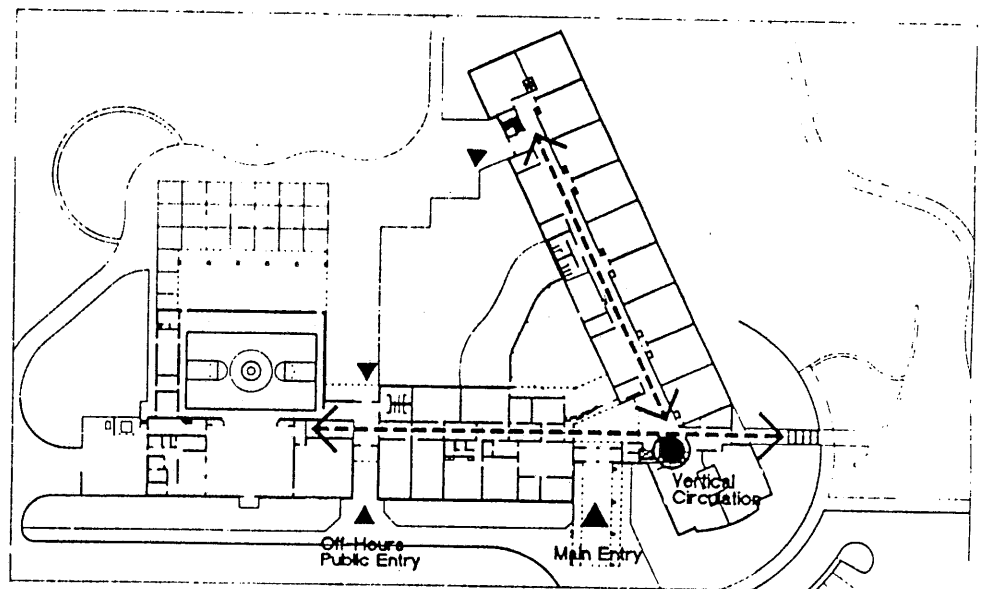 Vertical
Circulation
Off-Hours
Public Entry
Main Entry